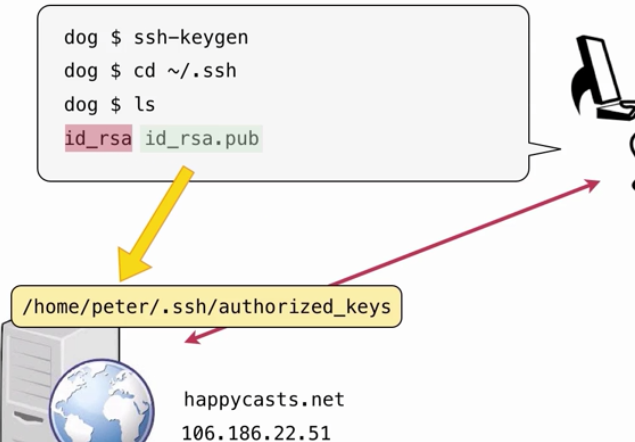 dog $ ssh-keygen
dog $ cd ~/.ssh
dog $ ls
id_rsa id_rsa.pub
/home/peter/.ssh/authorized_keys
happycasts.net
106.186.22.51